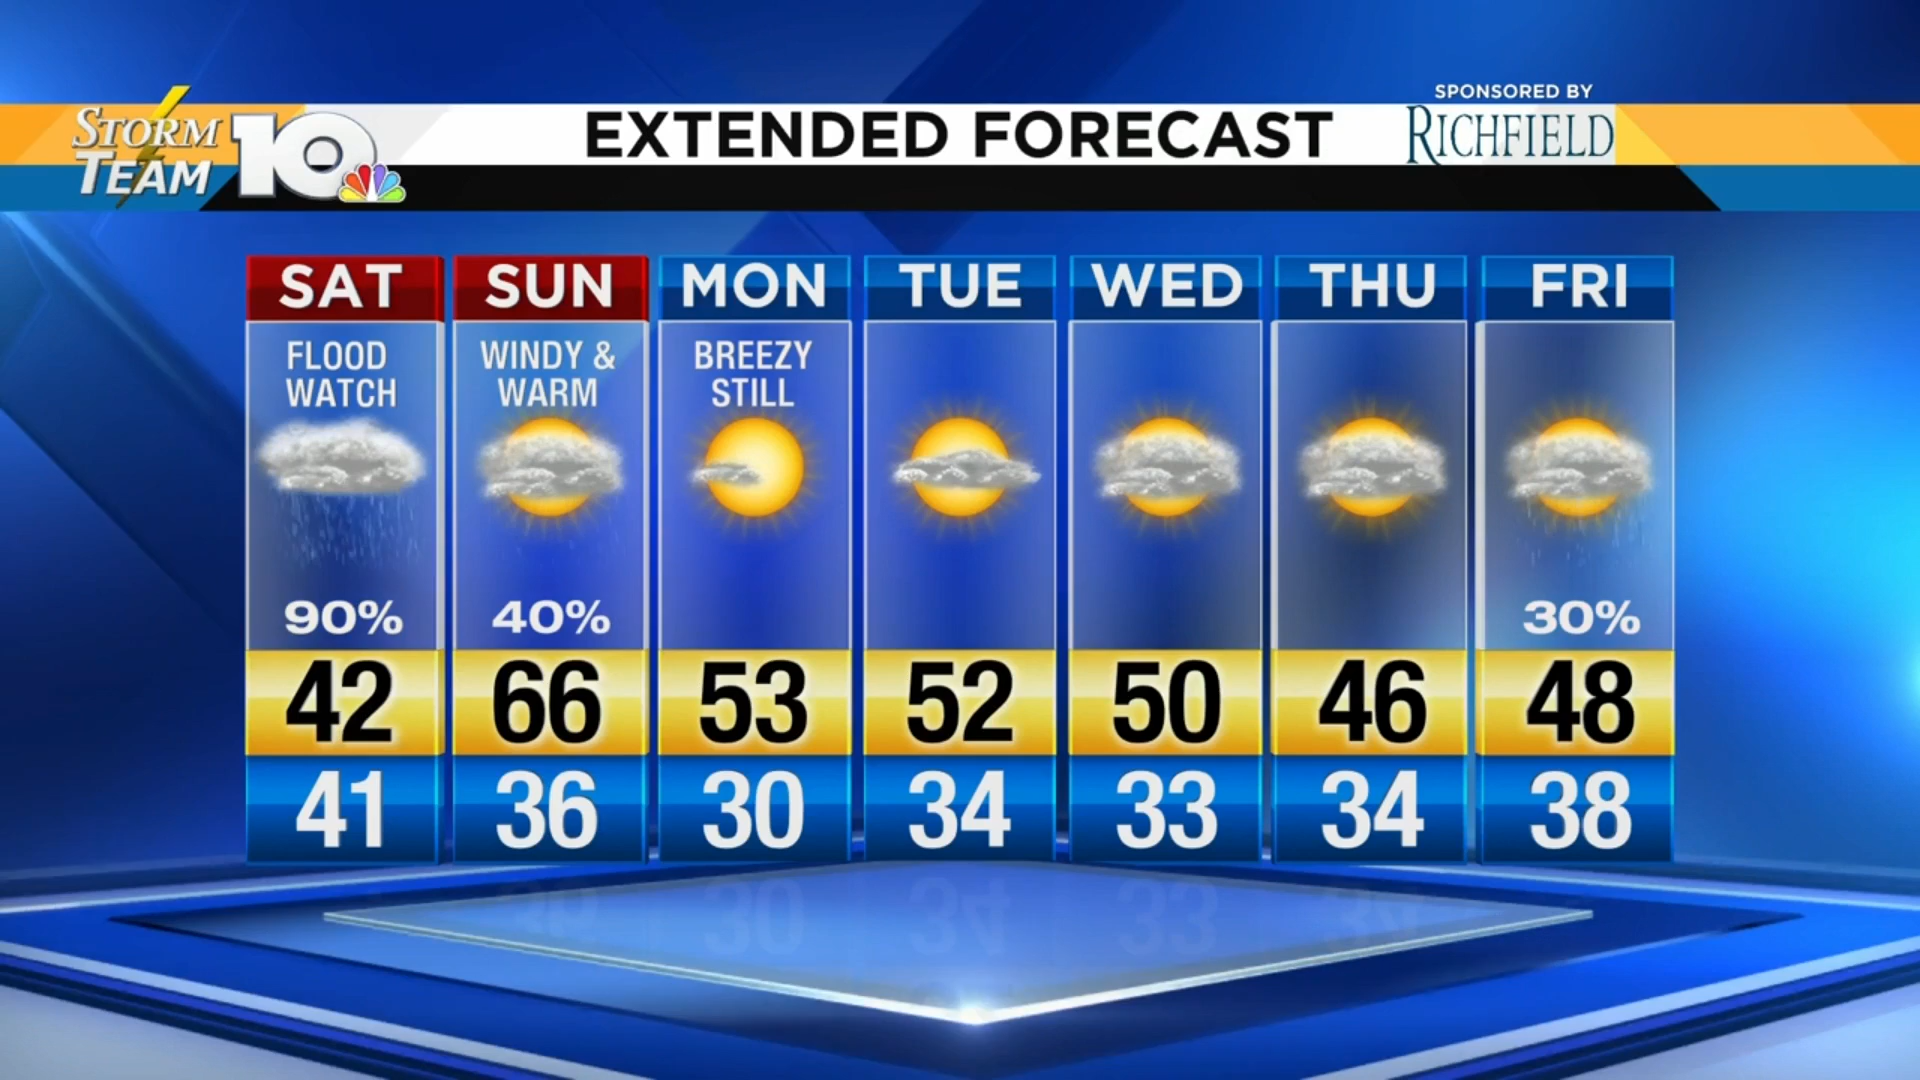 STORM
TEAM
10
EXTENDED FORECAST
SPONSORED BY
RICHFIELD
SAT SUN MON TUE WED THU FRI
FLOOD WATCH
WINDY & WARM
BREEZY STILL
90% 40% 30%
42 66 53 52 50 46 48
41 36 30 34 33 34 38